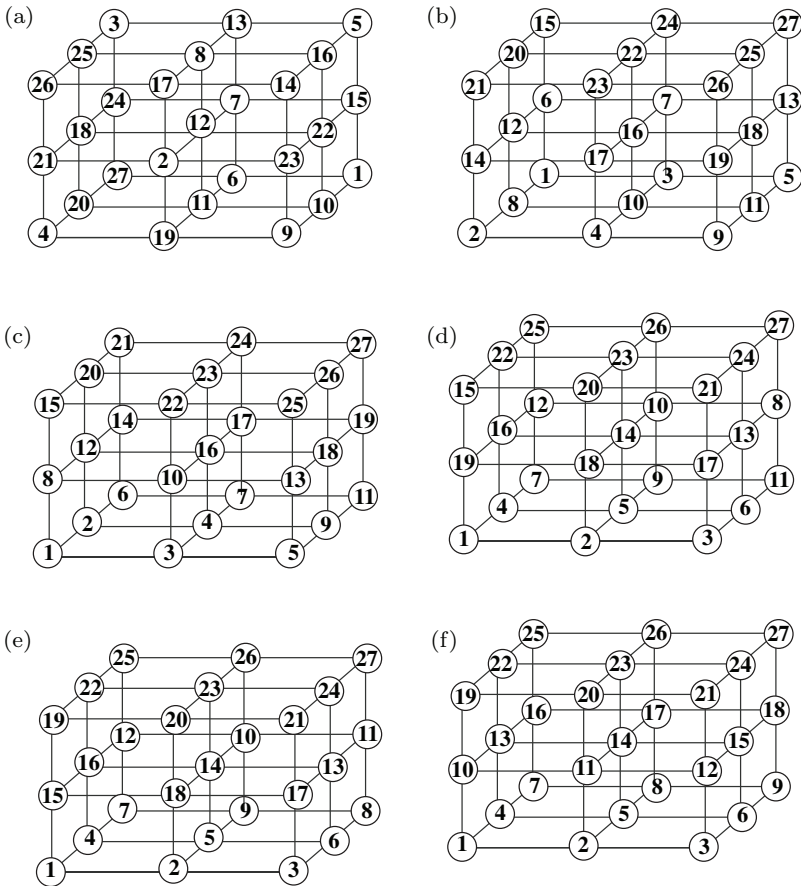 (a)
3 13 5
25 8 16
26 17 14
24 7 15
18 12 22
21 2 23
27 6 1
20 11 10
4 19 9
(b)
15 24 27
20 22 25
21 23 26
6 7 13
12 16 18
14 17 19
1 3 5
8 10 11
2 4 9
(c)
21 24 27
20 23 26
15 22 25
14 17 19
12 16 18
8 10 13
6 7 11
2 4 9
1 3 5
(d)
25 26 27
22 23 24
15 20 21
12 10 8
16 14 13
19 18 17
7 9 11
4 5 6
1 2 3
(e)
25 26 27
22 23 24
19 20 21
12 10 11
16 14 13
15 18 17
7 9 8
4 5 6
1 2 3
(f)
25 26 27
22 23 24
19 20 21
16 17 18
13 14 15
10 11 12
7 8 9
4 5 6
1 2 3